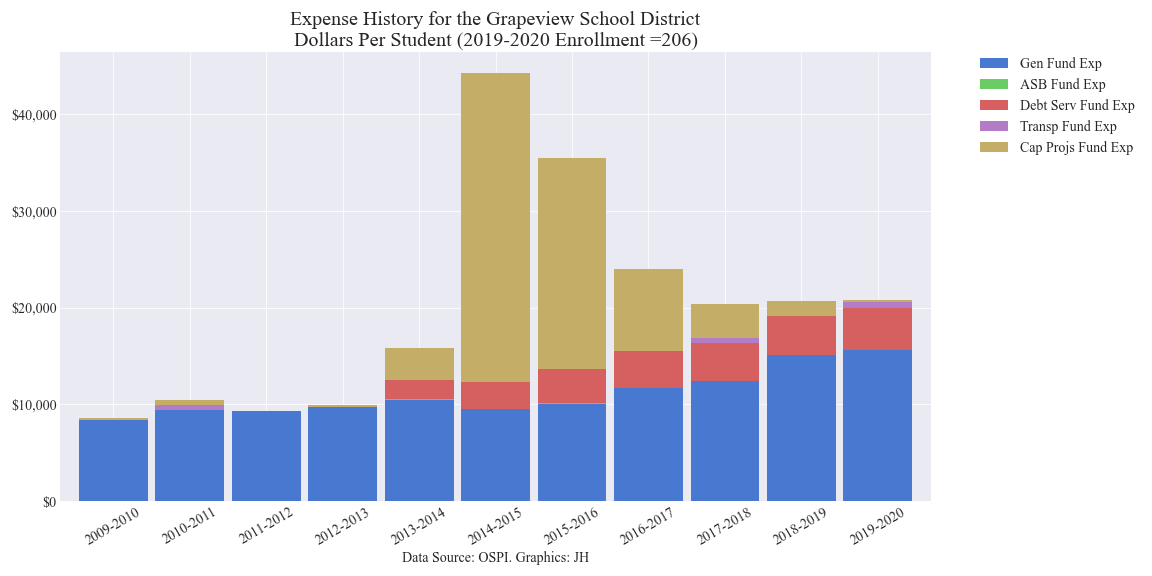 Expense History for the Grapeview School District
Dollars Per Student (2019-2020 Enrollment =206)
Gen Fund Exp
ASB Fund Exp
Debt Serv Fund Exp
Transp Fund Exp
Cap Projs Fund Exp
$40,000
$30,000
$20,000
$10,000
$0
2009-2010
2010-2011
2011-2012
2012-2013
2013-2014
2014-2015
2015-2016
2016-2017
2017-2018
2018-2019
2019-2020
Data Source: OSPI. Graphics: JH